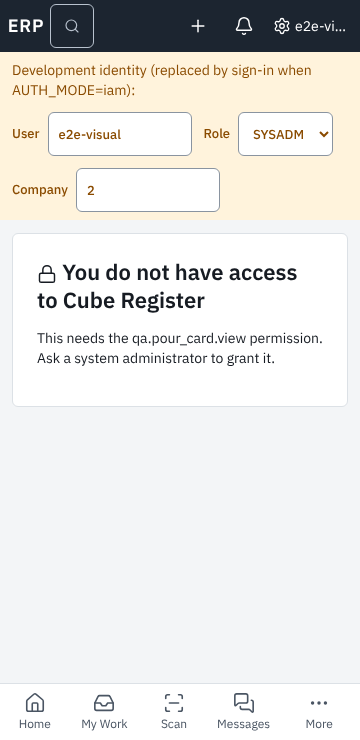 ERP
e2e-vi...
Development identity (replaced by sign-in when
AUTH_MODE=iam):
User e2e-visual Role SYSADM
Company 2
You do not have access
to Cube Register
This needs the qa.pour_card.view permission.
Ask a system administrator to grant it.
Home My Work Scan Messages More